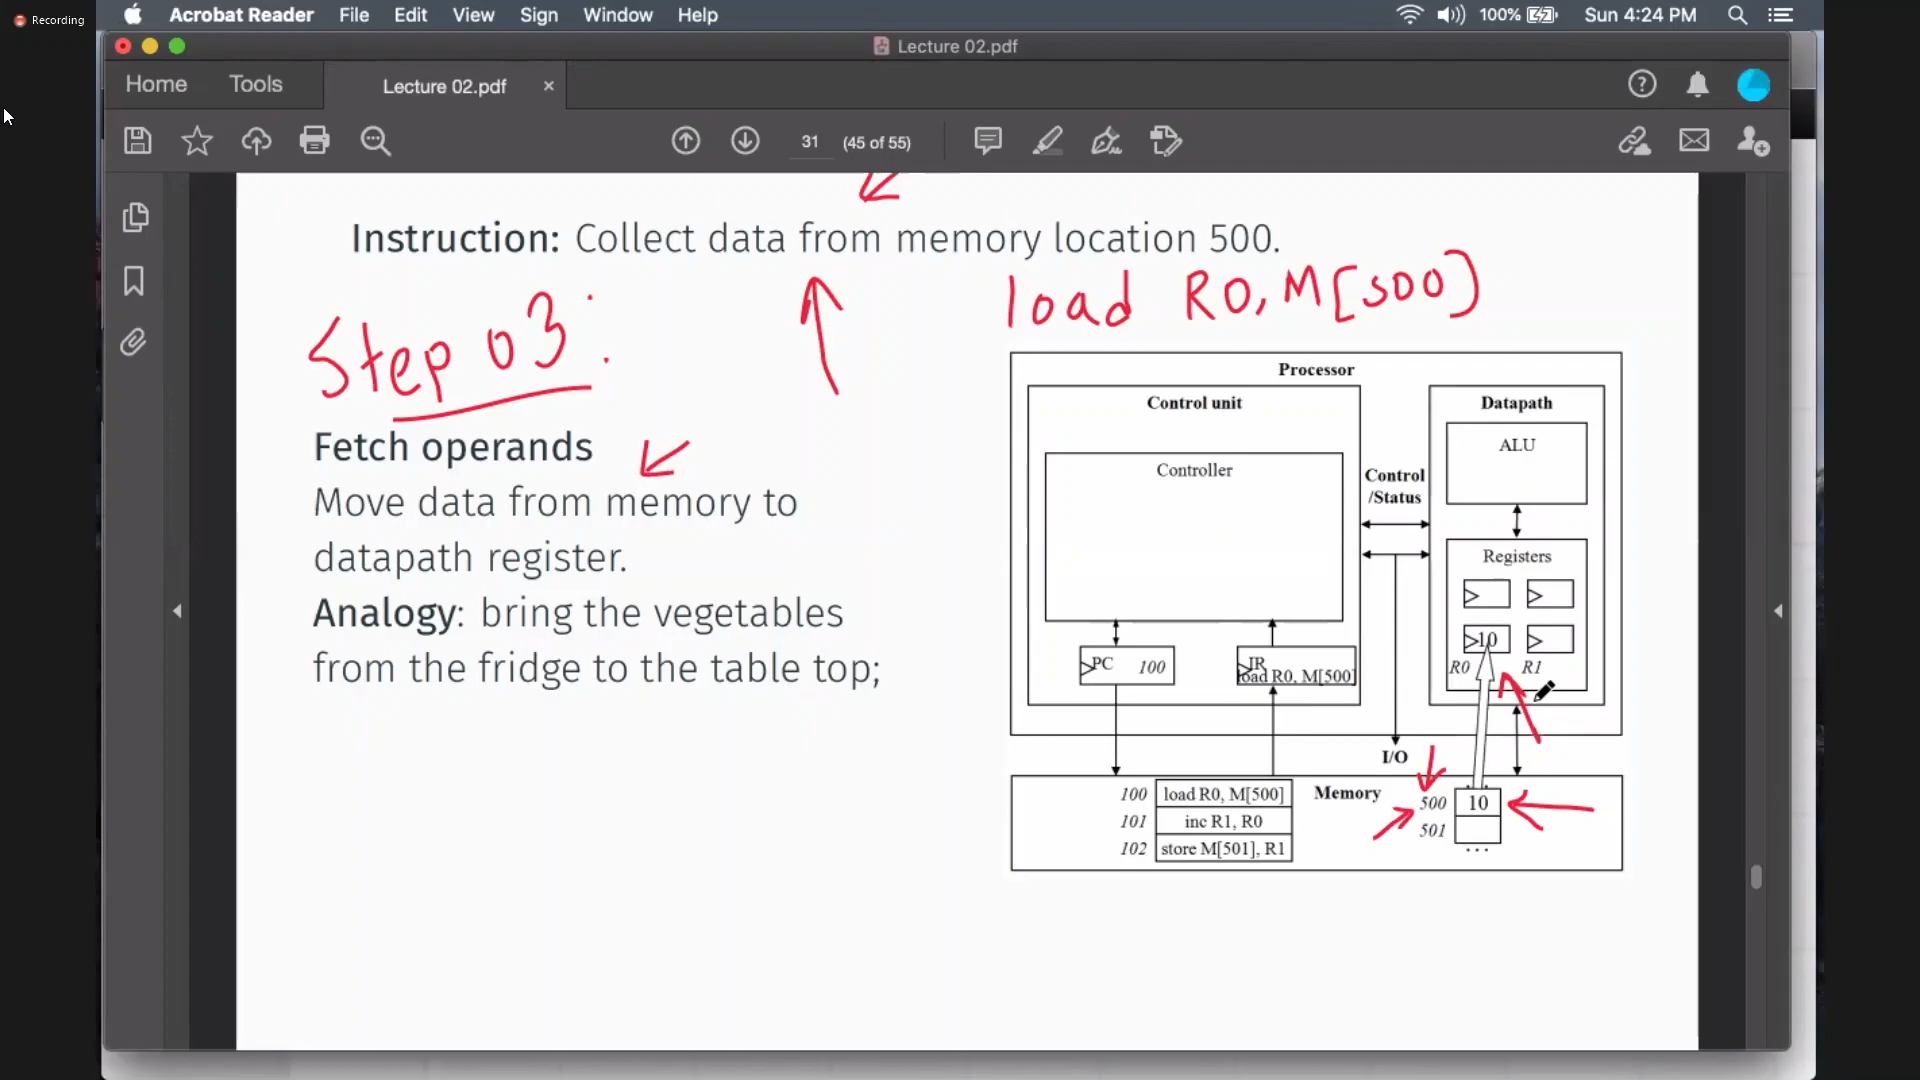 Recording
Acrobat Reader File Edit View Sign Window Help 100% Sun 4:24 PM
Lecture 02.pdf
Home Tools Lecture 02.pdf ×
31 (45 of 55)
Instruction: Collect data from memory location 500.
load R0, M[500]
Step 03:
Fetch operands
Move data from memory to
datapath register.
Analogy: bring the vegetables
from the fridge to the table top;
Processor
Control unit
Datapath
ALU
Controller
Control
/Status
Registers
10
R0 R1
PC 100
IR
load R0, M[500]
I/O
Memory
100 load R0, M[500]
101 inc R1, R0
102 store M[501], R1
...
500 10
501
...